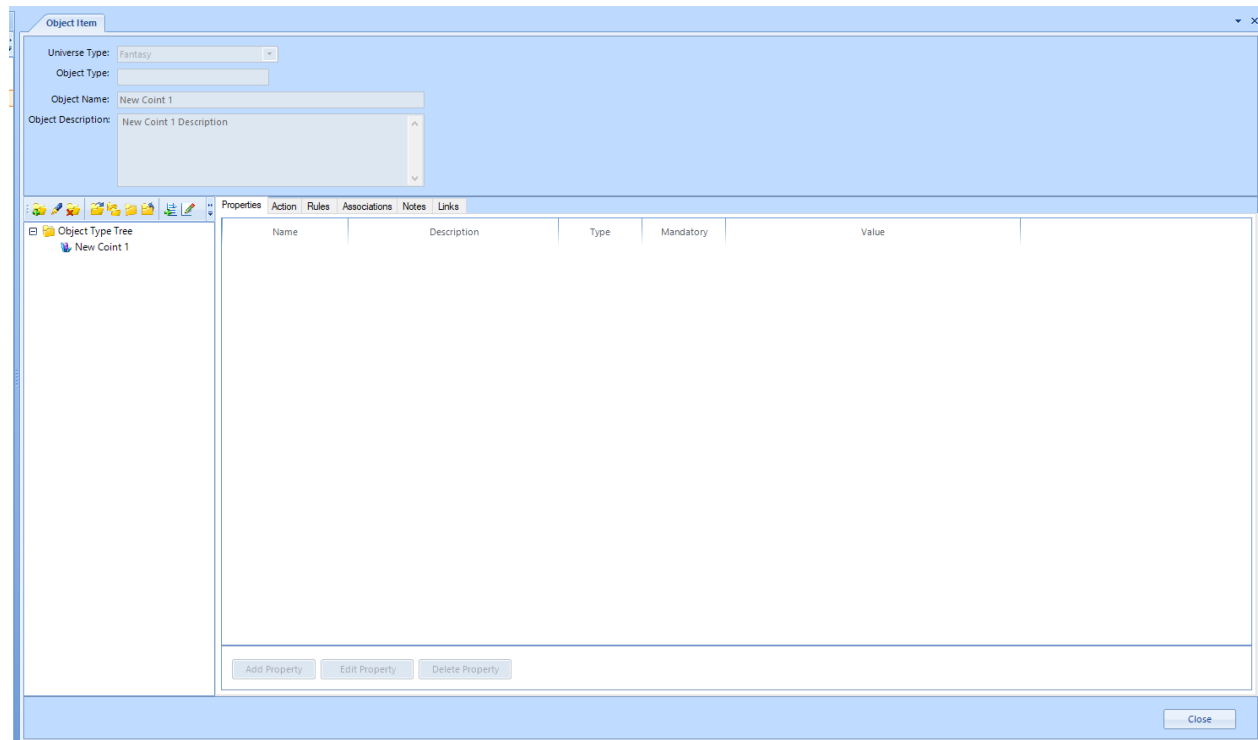 Object Item
Universe Type: Fantasy
Object Type:
Object Name: New Coint 1
Object Description: New Coint 1 Description
Properties Action Rules Associations Notes Links
Object Type Tree
New Coint 1
Name Description Type Mandatory Value
Add Property Edit Property Delete Property
Close